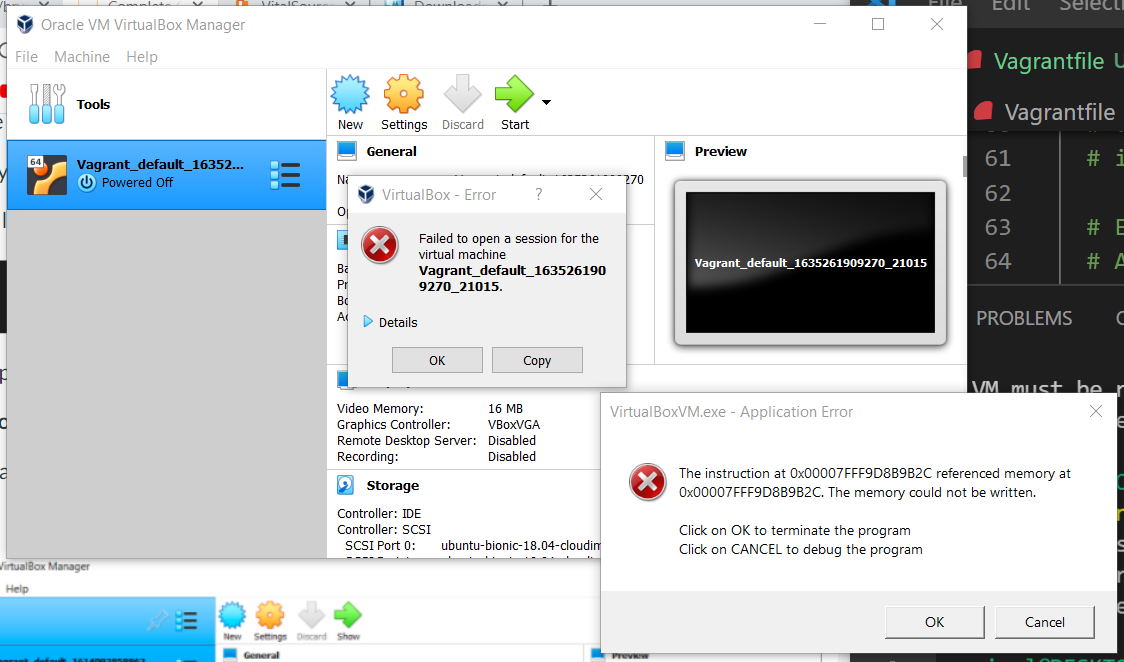 Oracle VM VirtualBox Manager
File Machine Help
Tools
New Settings Discard Start
64
Vagrant_default_16352...
Powered Off
General
Preview
VirtualBox - Error ?
Failed to open a session for the
virtual machine
Vagrant_default_163526190
9270_21015.
Details
OK Copy
Vagrant_default_1635261909270_21015
Video Memory: 16 MB
Graphics Controller: VBoxVGA
Remote Desktop Server: Disabled
Recording: Disabled
Storage
Controller: IDE
Controller: SCSI
SCSI Port 0: ubuntu-bionic-18.04-cloudim
VirtualBoxVM.exe - Application Error
The instruction at 0x00007FFF9D8B9B2C referenced memory at
0x00007FFF9D8B9B2C. The memory could not be written.
Click on OK to terminate the program
Click on CANCEL to debug the program
OK Cancel
Edit Select
Vagrantfile U
Vagrantfile
61 # i
62
63 # E
64 # A
PROBLEMS
VM must be
VirtualBox Manager
Help
New Settings Discard Show
General
Preview